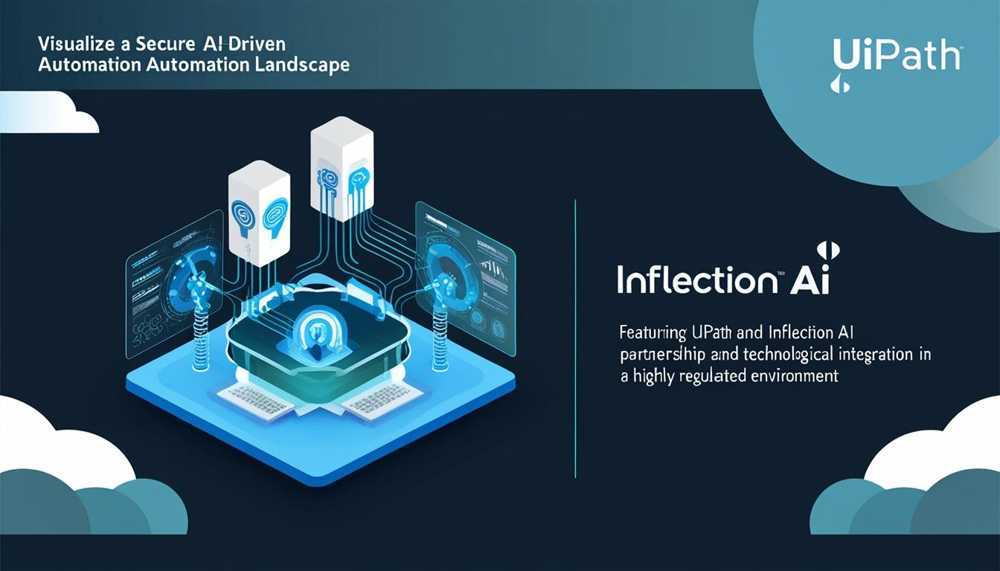 Visualize a Secure AI-Driven
Automation Automation Landscape
UiPath
Inflection™ Ai
Featuring UPath and Inflection AI
partnership and technological integration in
a highly regulated environment